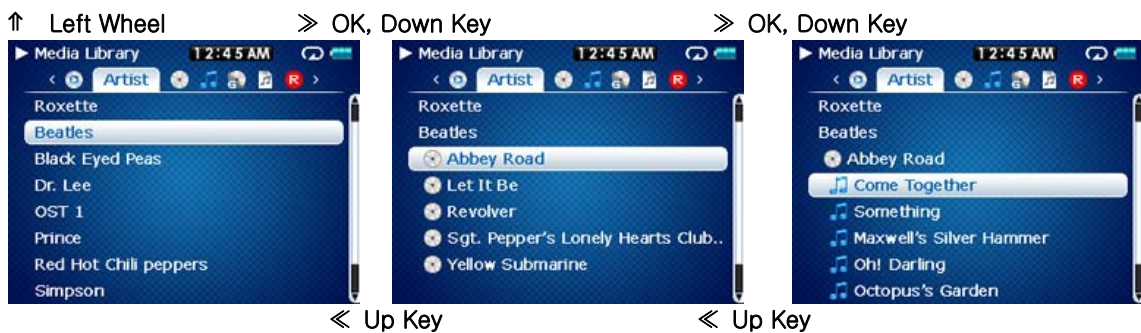 ⇑ Left Wheel ≫ OK, Down Key ≫ OK, Down Key
Media Library 12:45 AM
Artist
Roxette
Beatles
Black Eyed Peas
Dr. Lee
OST 1
Prince
Red Hot Chili peppers
Simpson
Media Library 12:45 AM
Artist
Roxette
Beatles
Abbey Road
Let It Be
Revolver
Sgt. Pepper's Lonely Hearts Club..
Yellow Submarine
Media Library 12:45 AM
Artist
Roxette
Beatles
Abbey Road
Come Together
Something
Maxwell's Silver Hammer
Oh! Darling
Octopus's Garden
≪ Up Key ≪ Up Key